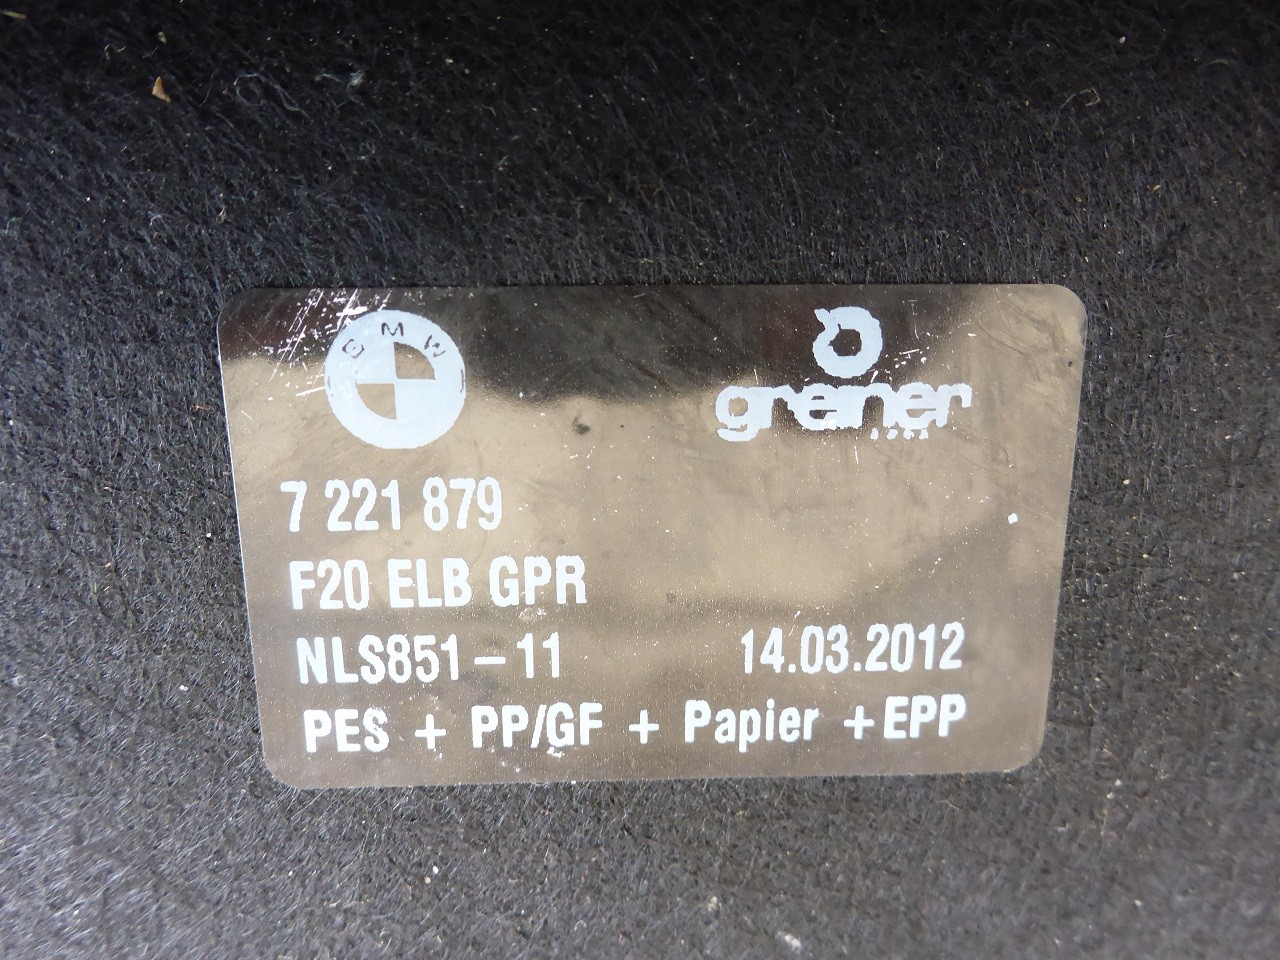 BMW
greiner
7 221 879
F20 ELB GPR
NLS851-11 14.03.2012
PES + PP/GF + Papier +EPP